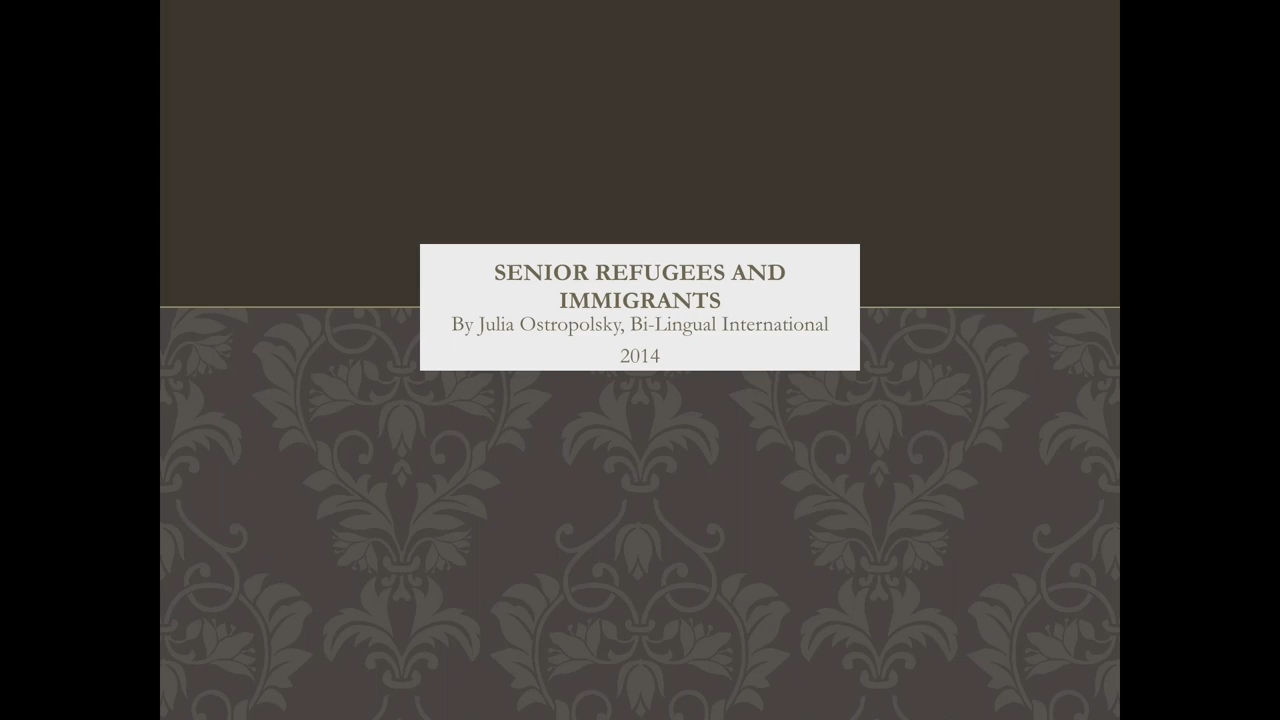 SENIOR REFUGEES AND
IMMIGRANTS
By Julia Ostropolsky, Bi-Lingual International
2014